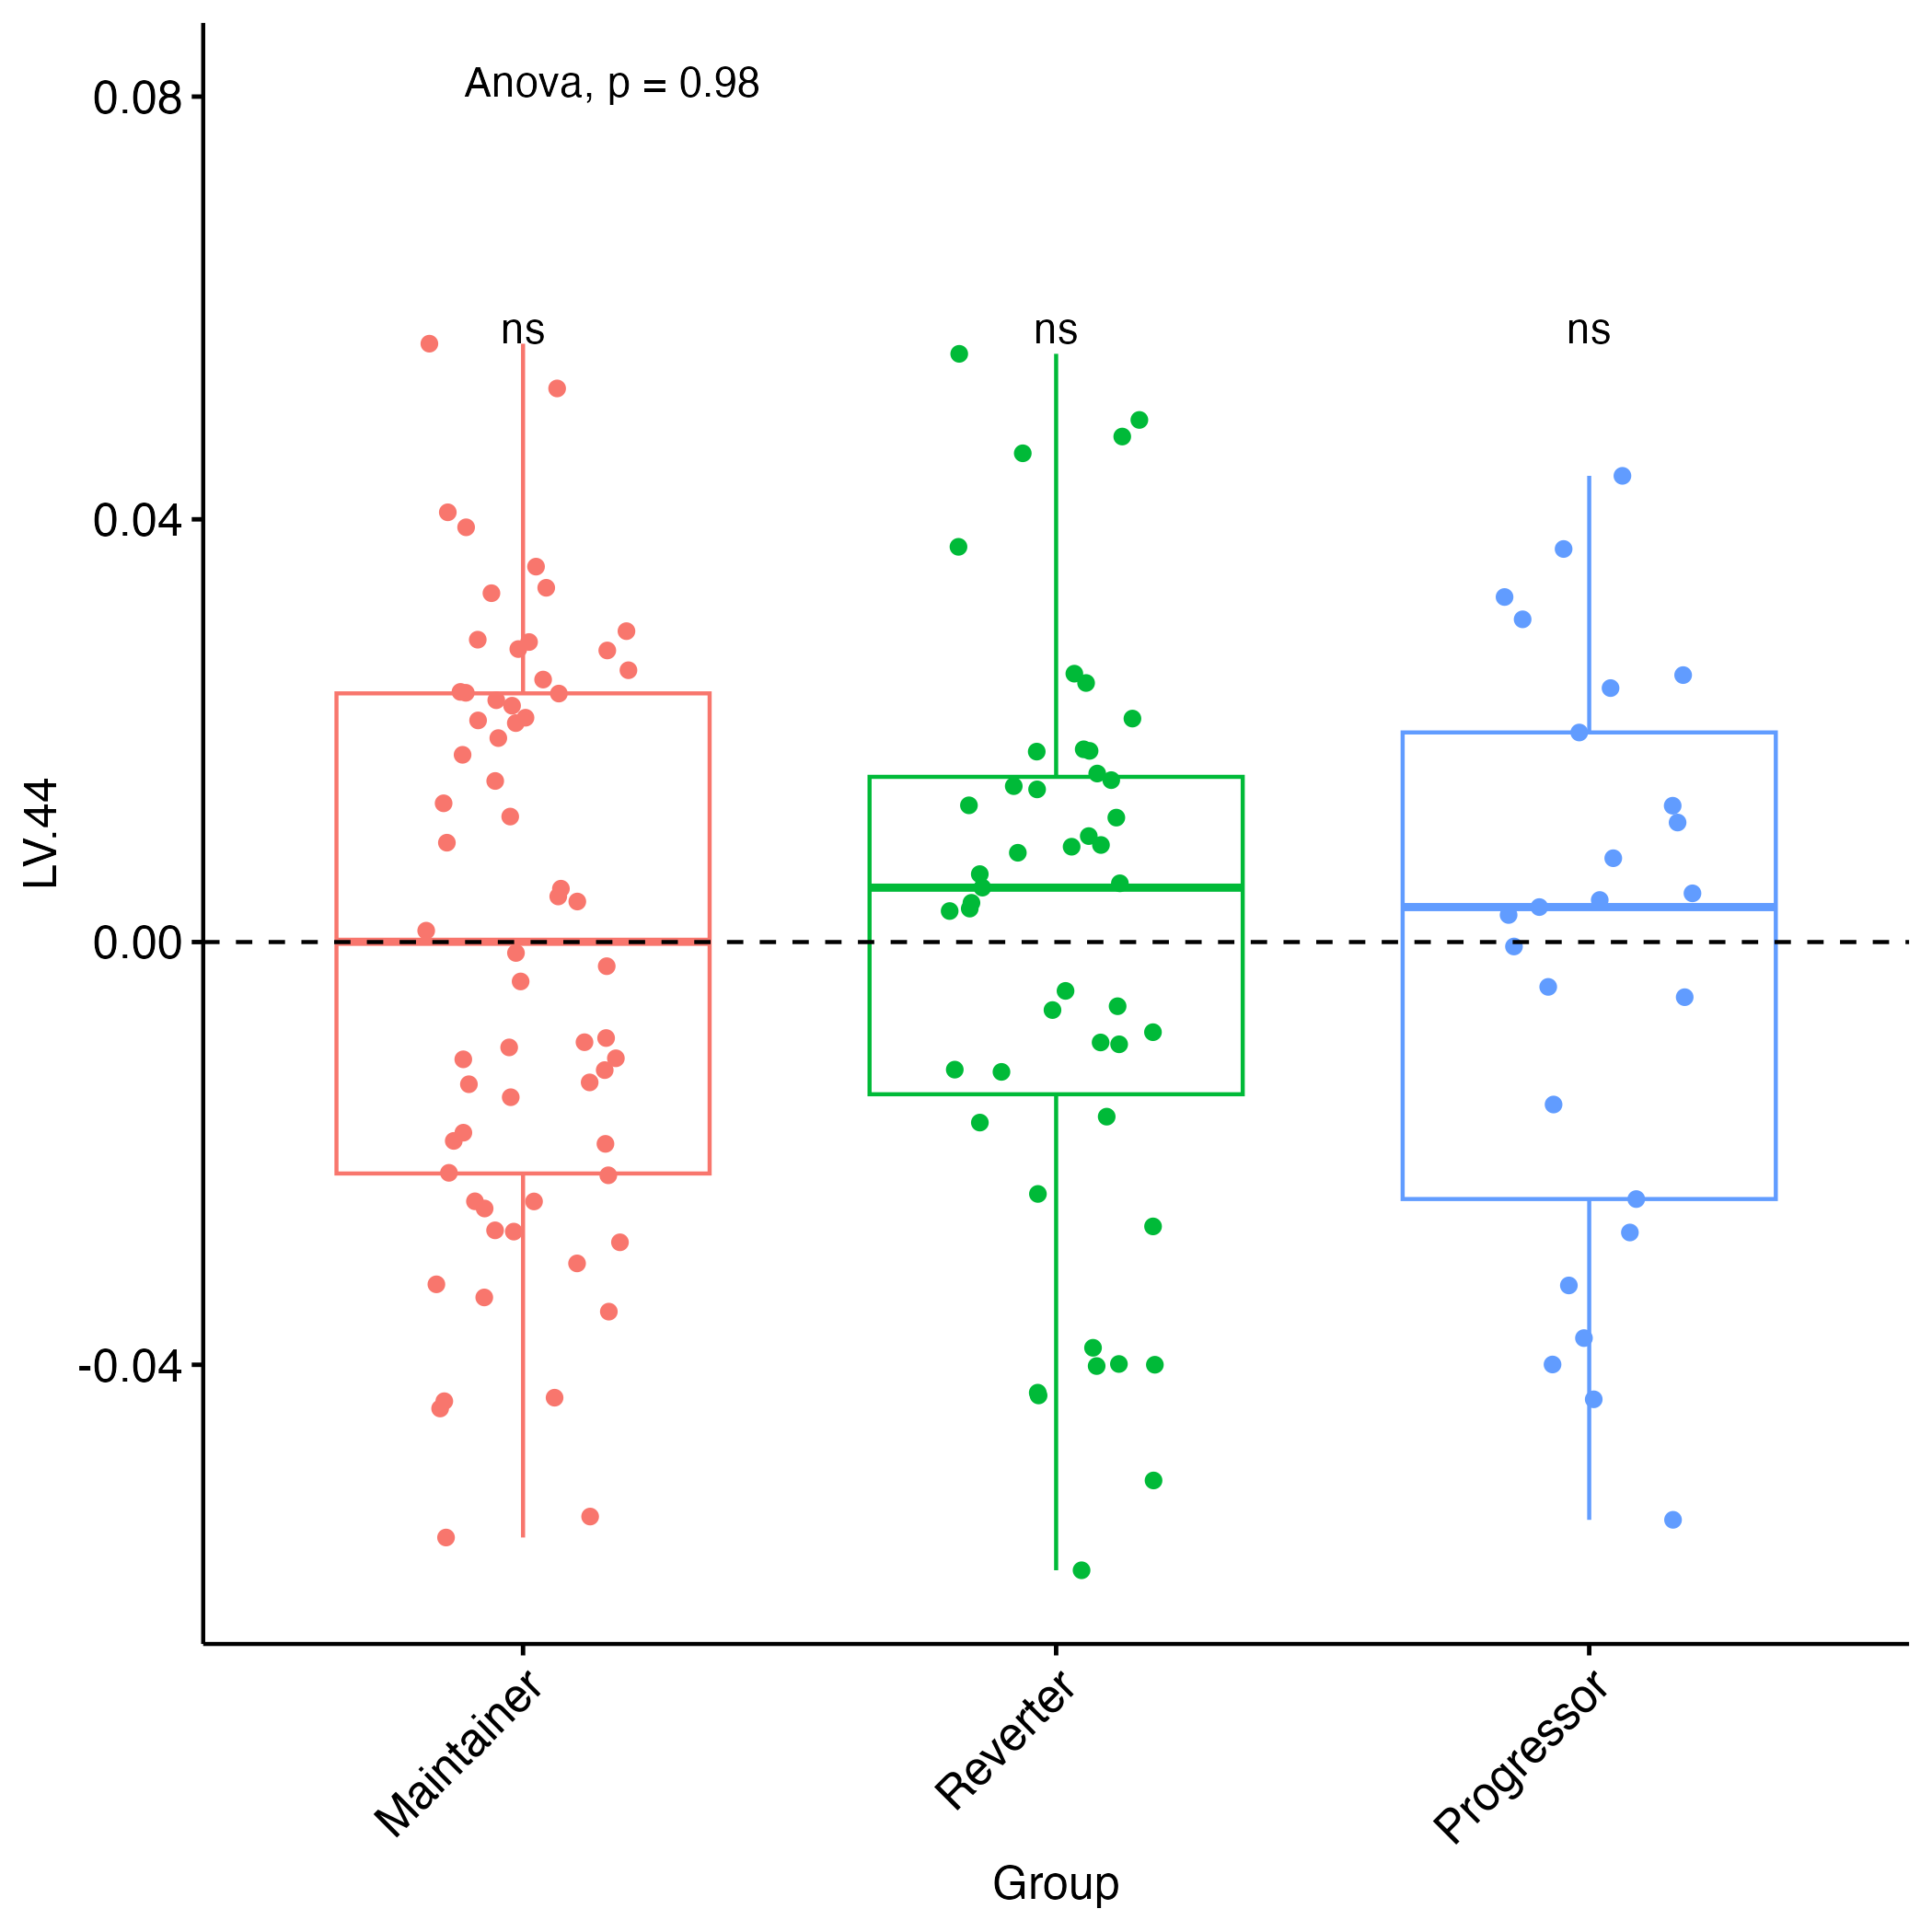 Anova, p = 0.98
0.08
0.04
0.00
-0.04
LV.44
ns
ns
ns
Maintainer
Reverter
Progressor
Group